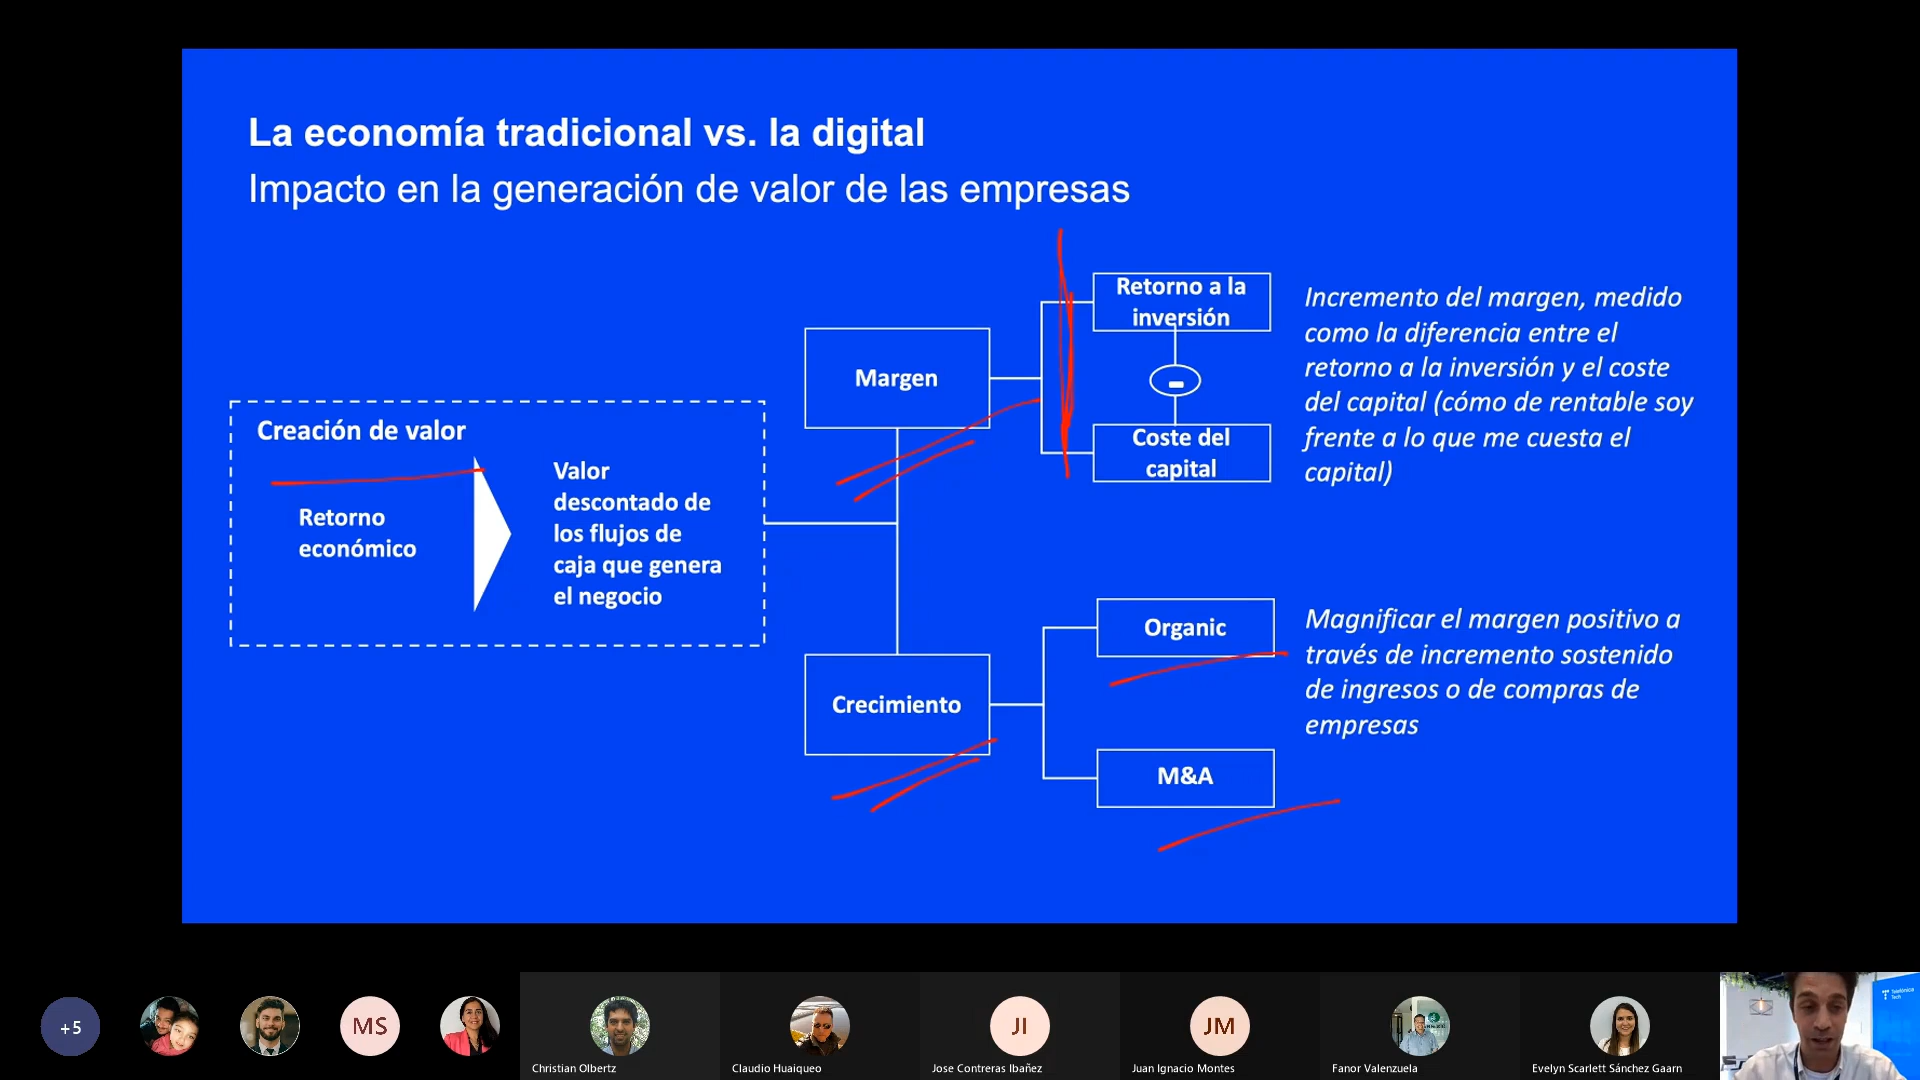 La economía tradicional vs. la digital
Impacto en la generación de valor de las empresas
Creación de valor
Retorno
económico
Valor
descontado de
los flujos de
caja que genera
el negocio
Margen
Retorno a la
inversión
-
Coste del
capital
Incremento del margen, medido
como la diferencia entre el
retorno a la inversión y el coste
del capital (cómo de rentable soy
frente a lo que me cuesta el
capital)
Crecimiento
Organic
M&A
Magnificar el margen positivo a
través de incremento sostenido
de ingresos o de compras de
empresas
+5
MS
JI
JM
Christian Olbertz
Claudio Huaiqueo
Jose Contreras Ibañez
Juan Ignacio Montes
Fanor Valenzuela
Evelyn Scarlett Sánchez Gaarn
Telefónica
Tech